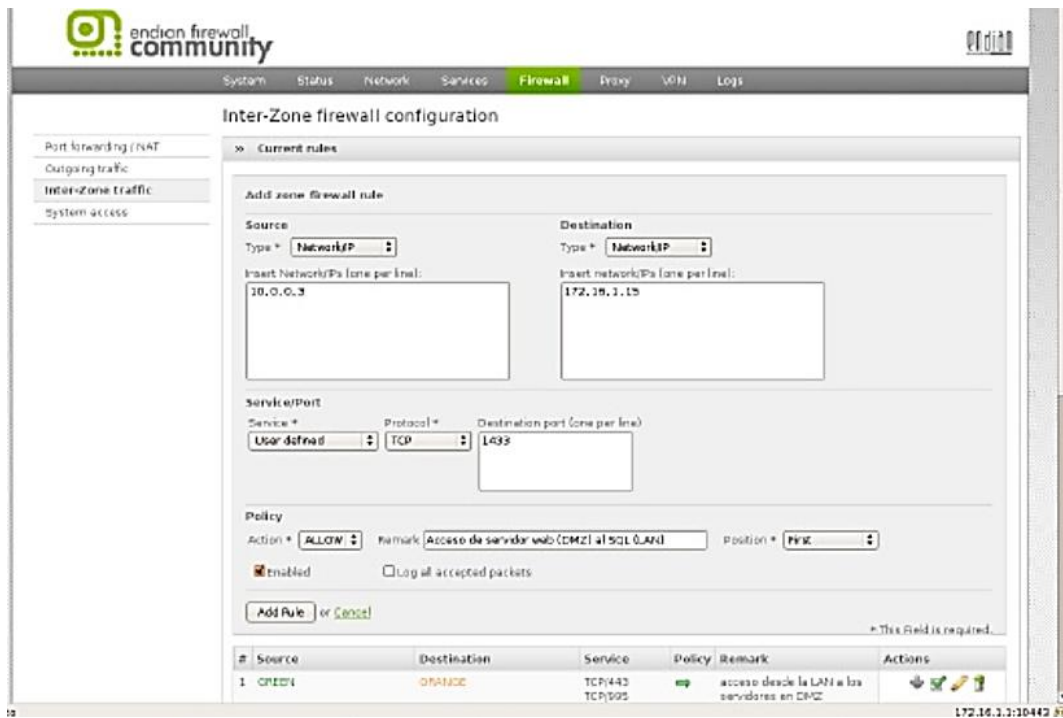 endian firewall
community
endian
System Status Network Services Firewall Proxy VPN Logs
Inter-Zone firewall configuration
Port forwarding / NAT
Outgoing traffic
Inter-Zone traffic
System access
» Current rules
Add zone firewall rule
Source
Destination
Type * Network/IP
Type * Network/IP
Insert Network/IPs (one per line):
Insert network/IPs (one per line):
10.0.0.3
172.16.1.15
Service/Port
Service * Protocol * Destination port (one per line)
User defined TCP 1433
Policy
Action * ALLOW Remark Acceso de servidor web (DMZ) al SQL (LAN) Position * First
Enabled Log all accepted packets
Add Rule or Cancel
* This Field is required.
# Source Destination Service Policy Remark Actions
1 GREEN ORANGE TCP/443 acceso desde la LAN a los
TCP/995 servidores en DMZ
172.16.1.1:10443